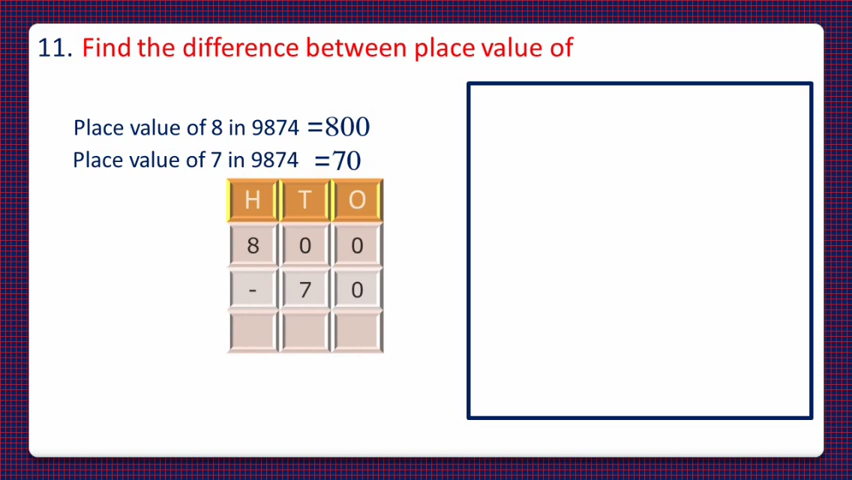 11. Find the difference between place value of
Place value of 8 in 9874 =800
Place value of 7 in 9874 =70
H T O
8 0 0
- 7 0